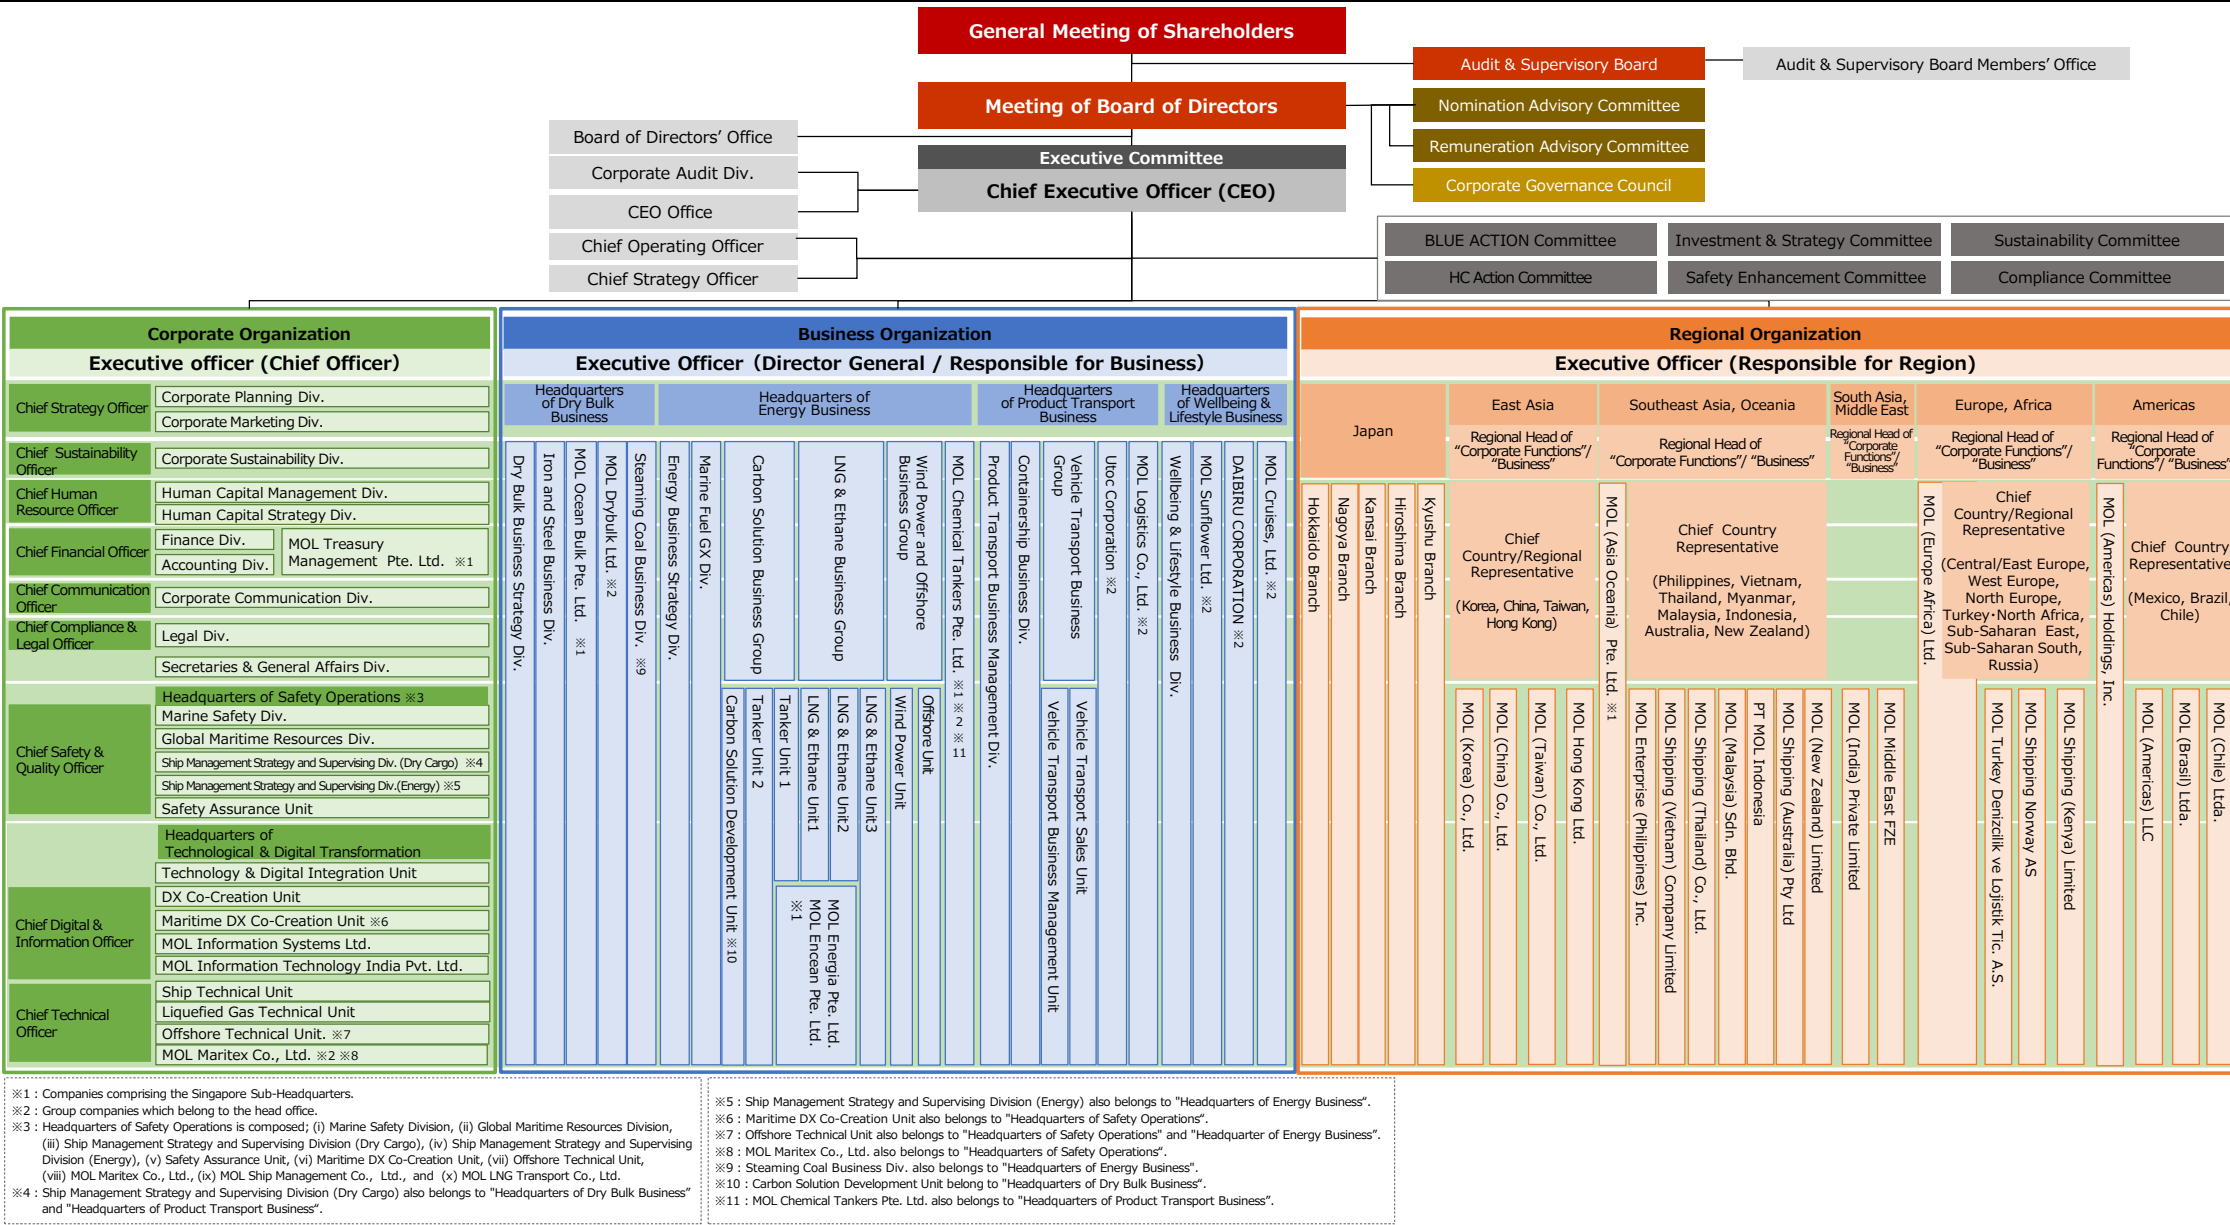 General Meeting of Shareholders
Audit & Supervisory Board
Audit & Supervisory Board Members’ Office
Meeting of Board of Directors
Nomination Advisory Committee
Remuneration Advisory Committee
Corporate Governance Council
Board of Directors’ Office
Executive Committee
Corporate Audit Div.
Chief Executive Officer (CEO)
CEO Office
Chief Operating Officer
Chief Strategy Officer
BLUE ACTION Committee
Investment & Strategy Committee
Sustainability Committee
HC Action Committee
Safety Enhancement Committee
Compliance Committee
Corporate Organization
Executive officer (Chief Officer)
Chief Strategy Officer
Corporate Planning Div.
Corporate Marketing Div.
Chief Sustainability
Officer
Corporate Sustainability Div.
Chief Human
Resource Officer
Human Capital Management Div.
Human Capital Strategy Div.
Chief Financial Officer
Finance Div.
Accounting Div.
MOL Treasury
Management Pte. Ltd. ※1
Chief Communication
Officer
Corporate Communication Div.
Chief Compliance &
Legal Officer
Legal Div.
Secretaries & General Affairs Div.
Headquarters of Safety Operations ※3
Chief Safety &
Quality Officer
Marine Safety Div.
Global Maritime Resources Div.
Ship Management Strategy and Supervising Div. (Dry Cargo) ※4
Ship Management Strategy and Supervising Div.(Energy) ※5
Safety Assurance Unit
Headquarters of
Technological & Digital Transformation
Technology & Digital Integration Unit
Chief Digital &
Information Officer
DX Co-Creation Unit
Maritime DX Co-Creation Unit ※6
MOL Information Systems Ltd.
MOL Information Technology India Pvt. Ltd.
Chief Technical
Officer
Ship Technical Unit
Liquefied Gas Technical Unit
Offshore Technical Unit. ※7
MOL Maritex Co., Ltd. ※2 ※8
Business Organization
Executive Officer (Director General / Responsible for Business)
Headquarters
of Dry Bulk
Business
Headquarters of
Energy Business
Headquarters
of Product Transport
Business
Headquarters
of Wellbeing &
Lifestyle Business
Dry Bulk Business Strategy Div.
Iron and Steel Business Div.
MOL Ocean Bulk Pte. Ltd. ※1
MOL Drybulk Ltd. ※2
Steaming Coal Business Div. ※9
Energy Business Strategy Div.
Marine Fuel GX Div.
Carbon Solution Business Group
Carbon Solution Development Unit ※10
Tanker Unit 2
Tanker Unit 1
LNG & Ethane Business Group
LNG & Ethane Unit1
LNG & Ethane Unit2
LNG & Ethane Unit3
MOL Energia Pte. Ltd.
MOL Encean Pte. Ltd.
※1
Wind Power and Offshore
Business Group
Wind Power Unit
Offshore Unit
MOL Chemical Tankers Pte. Ltd. ※1 ※2 ※11
Product Transport Business Management Div.
Containership Business Div.
Vehicle Transport Business
Group
Vehicle Transport Business Management Unit
Vehicle Transport Sales Unit
Utoc Corporation ※2
MOL Logistics Co., Ltd. ※2
Wellbeing & Lifestyle Business Div.
MOL Sunflower Ltd. ※2
DAIBIRU CORPORATION ※2
MOL Cruises, Ltd. ※2
Regional Organization
Executive Officer (Responsible for Region)
Japan
Hokkaido Branch
Nagoya Branch
Kansai Branch
Hiroshima Branch
Kyushu Branch
East Asia
Regional Head of
“Corporate Functions”/
“Business”
Chief
Country/Regional
Representative
(Korea, China, Taiwan,
Hong Kong)
MOL (Korea) Co., Ltd.
MOL (China) Co., Ltd.
MOL (Taiwan) Co., Ltd.
MOL Hong Kong Ltd.
Southeast Asia, Oceania
Regional Head of
“Corporate Functions”/ “Business”
MOL (Asia Oceania) Pte. Ltd. ※1
Chief Country
Representative
(Philippines, Vietnam,
Thailand, Myanmar,
Malaysia, Indonesia,
Australia, New Zealand)
MOL Enterprise (Philippines) Inc.
MOL Shipping (Vietnam) Company Limited
MOL Shipping (Thailand) Co., Ltd.
MOL (Malaysia) Sdn. Bhd.
PT MOL Indonesia
MOL Shipping (Australia) Pty Ltd
MOL (New Zealand) Limited
South Asia,
Middle East
Regional Head of
“Corporate
Functions”/
“Business”
MOL (India) Private Limited
MOL Middle East FZE
Europe, Africa
Regional Head of
“Corporate Functions”/
“Business”
MOL (Europe Africa) Ltd.
Chief
Country/Regional
Representative
(Central/East Europe,
West Europe,
North Europe,
Turkey・North Africa,
Sub-Saharan East,
Sub-Saharan South,
Russia)
MOL Turkey Denizcilik ve Lojistik Tic. A.S.
MOL Shipping Norway AS
MOL Shipping (Kenya) Limited
Americas
Regional Head of
“Corporate
Functions”/ “Business”
MOL (Americas) Holdings, Inc.
Chief Country
Representative
(Mexico, Brazil,
Chile)
MOL (Americas) LLC
MOL (Brasil) Ltda.
MOL (Chile) Ltda.
※1 : Companies comprising the Singapore Sub-Headquarters.
※2 : Group companies which belong to the head office.
※3 : Headquarters of Safety Operations is composed; (i) Marine Safety Division, (ii) Global Maritime Resources Division,
(iii) Ship Management Strategy and Supervising Division (Dry Cargo), (iv) Ship Management Strategy and Supervising
Division (Energy), (v) Safety Assurance Unit, (vi) Maritime DX Co-Creation Unit, (vii) Offshore Technical Unit,
(viii) MOL Maritex Co., Ltd., (ix) MOL Ship Management Co., Ltd., and (x) MOL LNG Transport Co., Ltd.
※4 : Ship Management Strategy and Supervising Division (Dry Cargo) also belongs to "Headquarters of Dry Bulk Business”
and "Headquarters of Product Transport Business“.
※5 : Ship Management Strategy and Supervising Division (Energy) also belongs to "Headquarters of Energy Business“.
※6 : Maritime DX Co-Creation Unit also belongs to "Headquarters of Safety Operations“.
※7 : Offshore Technical Unit also belongs to "Headquarters of Safety Operations" and "Headquarter of Energy Business”.
※8 : MOL Maritex Co., Ltd. also belongs to "Headquarters of Safety Operations“.
※9 : Steaming Coal Business Div. also belongs to "Headquarters of Energy Business".
※10 : Carbon Solution Development Unit belong to "Headquarters of Dry Bulk Business“.
※11 : MOL Chemical Tankers Pte. Ltd. also belongs to "Headquarters of Product Transport Business”.